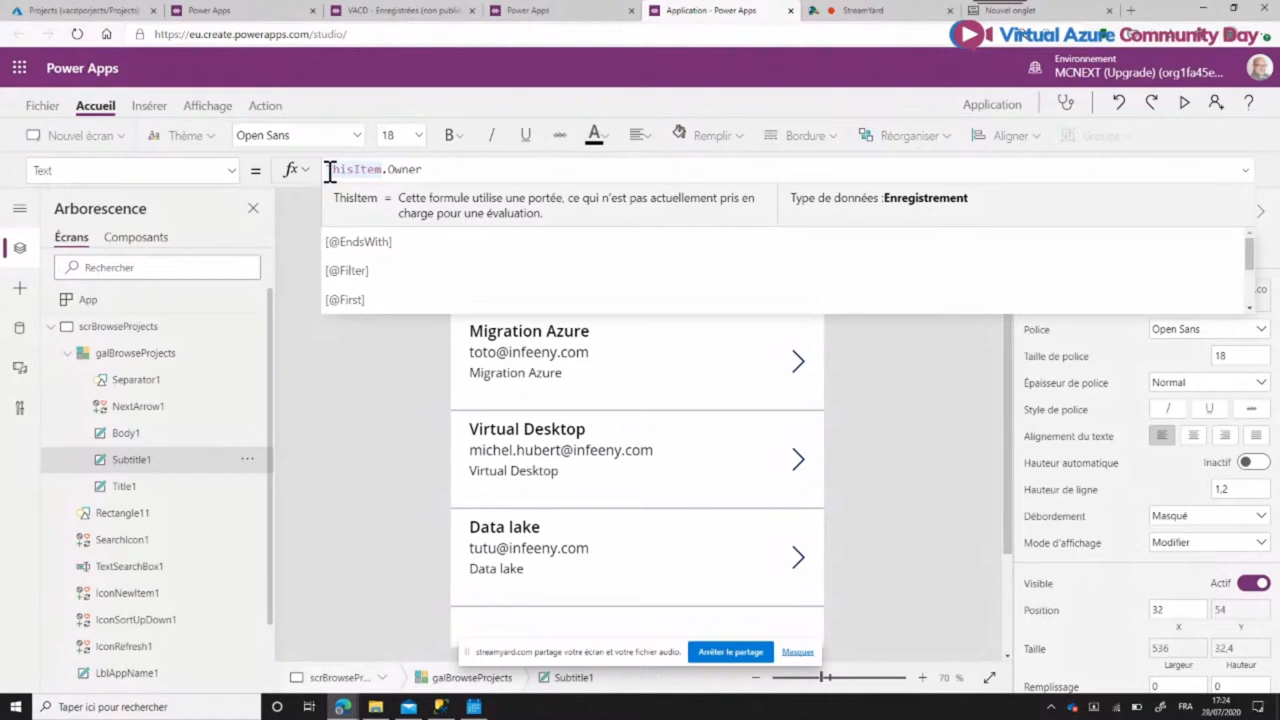 Projects (vacdporjects/Projects)
Power Apps
VACD - Enregistrées (non publié
Power Apps
Application - Power Apps
StreamYard
Nouvel onglet
https://eu.create.powerapps.com/studio/
Virtual Azure Community Day
Power Apps
Environnement
MCNEXT (Upgrade) (org1fa45e...
Fichier
Accueil
Insérer
Affichage
Action
Application
Nouvel écran
Thème
Open Sans
18
B
Remplir
Bordure
Réorganiser
Aligner
Groupe
Text
=
fx
ThisItem.Owner
ThisItem = Cette formule utilise une portée, ce qui n'est pas actuellement pris en
charge pour une évaluation.
Type de données :Enregistrement
[@EndsWith]
[@Filter]
[@First]
Arborescence
Écrans
Composants
Rechercher
App
scrBrowseProjects
galBrowseProjects
Separator1
NextArrow1
Body1
Subtitle1
Title1
Rectangle11
SearchIcon1
TextSearchBox1
IconNewItem1
IconSortUpDown1
IconRefresh1
LblAppName1
Migration Azure
toto@infeeny.com
Migration Azure
Virtual Desktop
michel.hubert@infeeny.com
Virtual Desktop
Data lake
tutu@infeeny.com
Data lake
streamyard.com partage votre écran et votre fichier audio.
Arrêter le partage
Masquer
Police
Open Sans
Taille de police
18
Épaisseur de police
Normal
Style de police
Alignement du texte
Hauteur automatique
Inactif
Hauteur de ligne
1,2
Débordement
Masqué
Mode d'affichage
Modifier
Visible
Actif
Position
32
54
X
Y
Taille
536
32,4
Largeur
Hauteur
Remplissage
0
0
scrBrowsePr...
galBrowseProjects
Subtitle1
70 %
Taper ici pour rechercher
FRA
17:24
28/07/2020